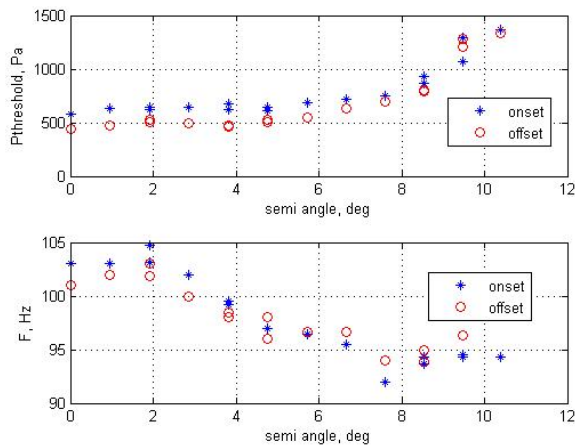 1500
1000
500
0
Pthreshold, Pa
onset
offset
0 2 4 6 8 10 12
semi angle, deg
105
100
95
90
F, Hz
onset
offset
0 2 4 6 8 10 12
semi angle, deg